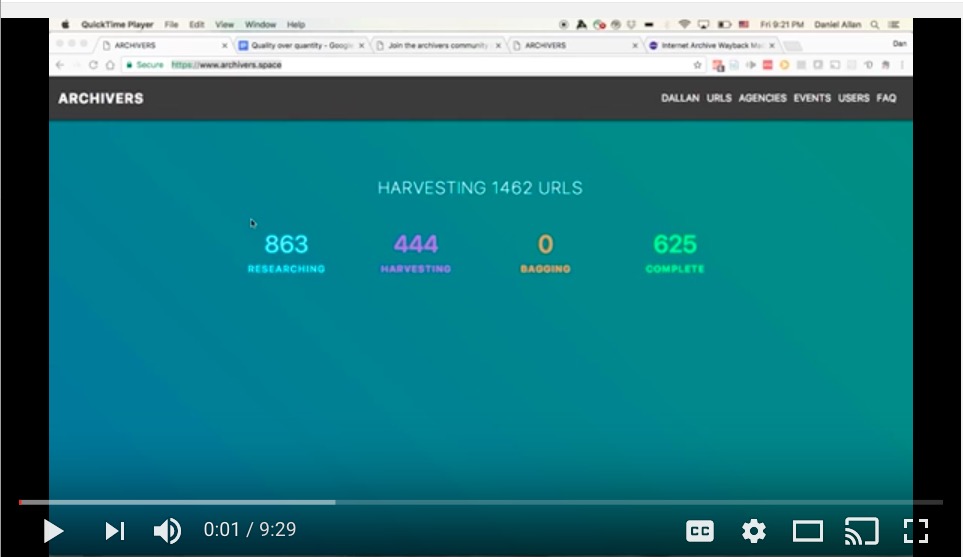 QuickTime Player File Edit View Window Help Fri 9:21 PM Daniel Allan
ARCHIVERS Quality over quantity - Google Join the archivers community ARCHIVERS Internet Archive Wayback Mac Dan
Secure https://www.archivers.space
ARCHIVERS DALLAN URLS AGENCIES EVENTS USERS FAQ
HARVESTING 1462 URLS
863 444 0 625
RESEARCHING HARVESTING BAGGING COMPLETE
0:01 / 9:29 CC